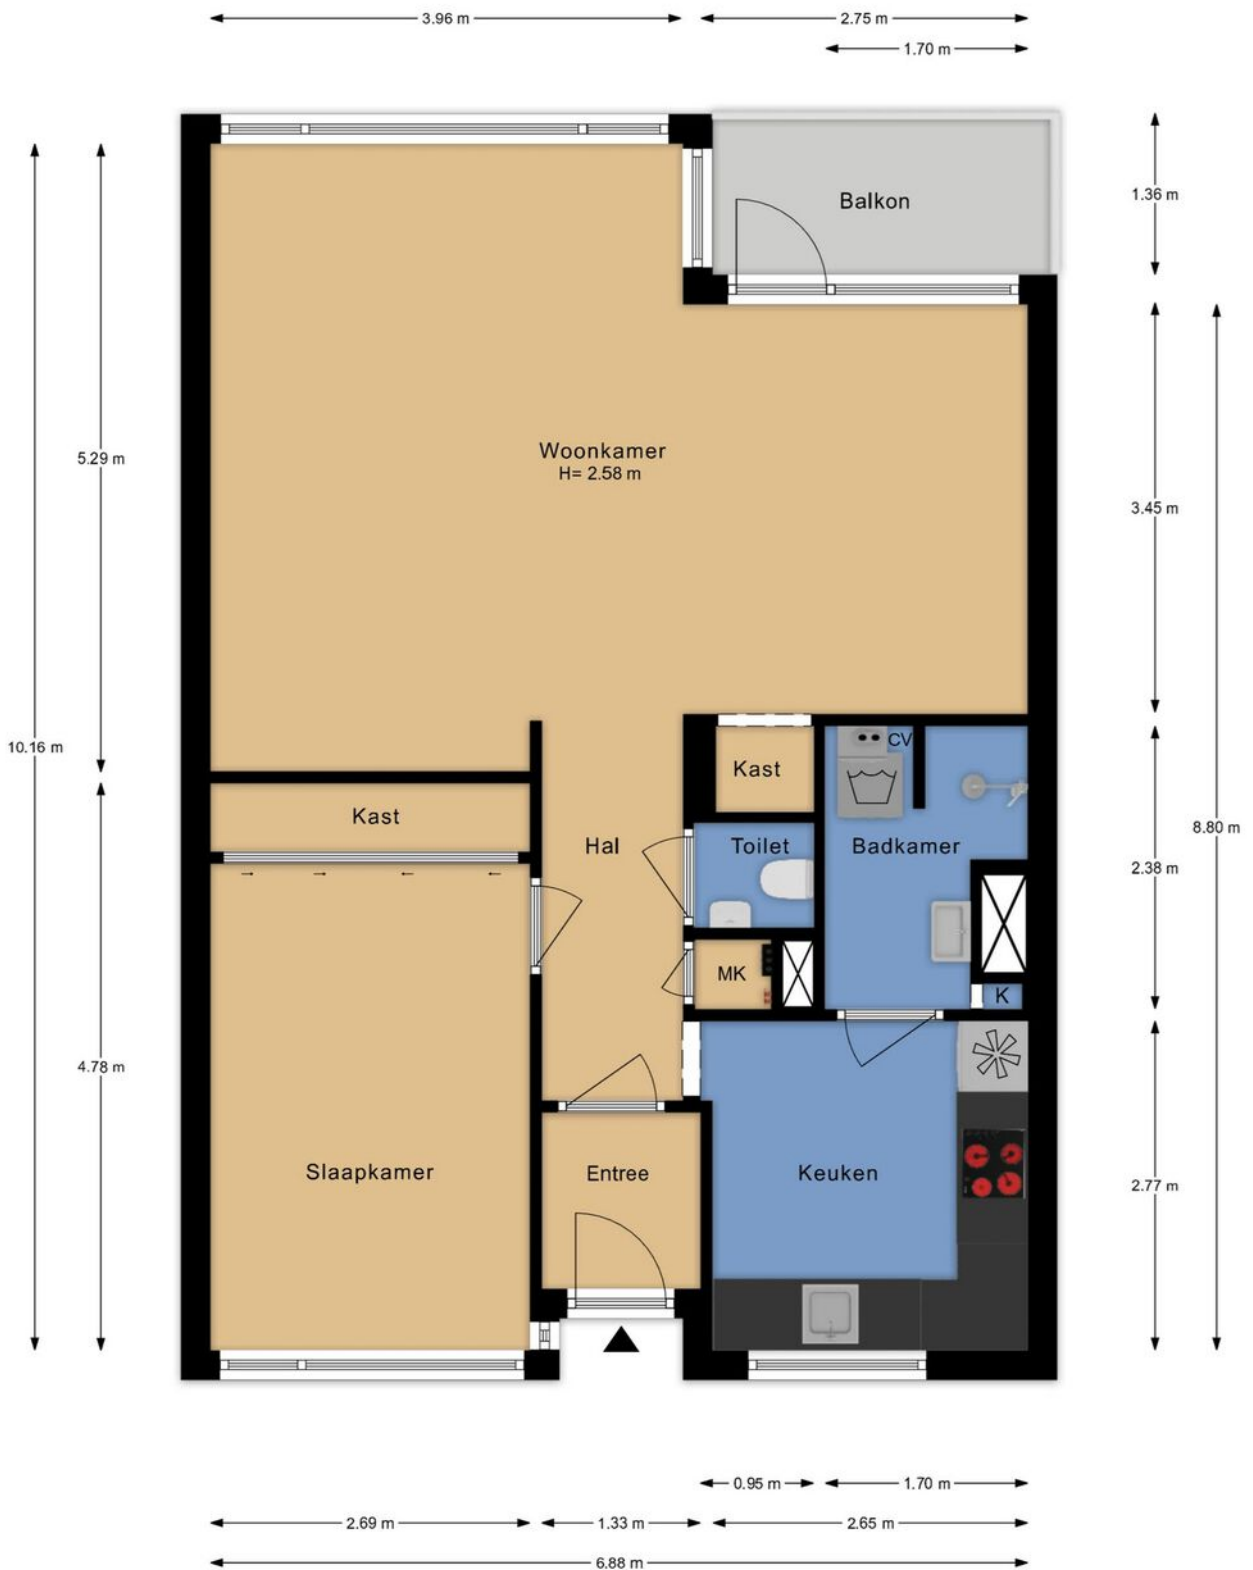 3.96 m
2.75 m
1.70 m
Balkon
1.36 m
Woonkamer
H= 2.58 m
5.29 m
3.45 m
10.16 m
Kast
CV
Kast
Hal
Toilet
Badkamer
8.80 m
2.38 m
MK
K
4.78 m
Slaapkamer
Entree
Keuken
2.77 m
0.95 m
1.70 m
2.69 m
1.33 m
2.65 m
6.88 m